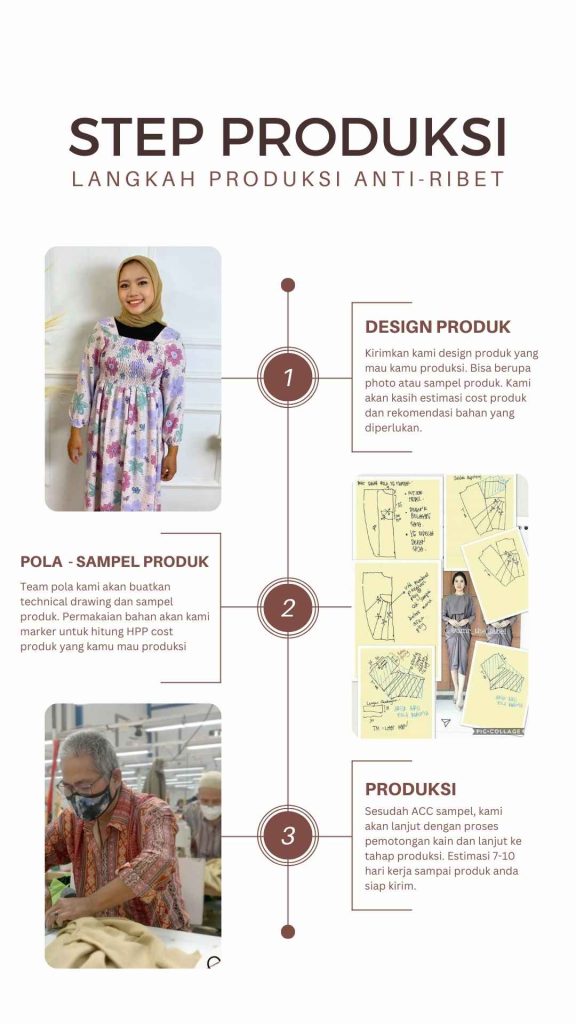 STEP PRODUKSI
LANGKAH PRODUKSI ANTI-RIBET
1
DESIGN PRODUK
Kirimkan kami design produk yang
mau kamu produksi. Bisa berupa
photo atau sampel produk. Kami
akan kasih estimasi cost produk
dan rekomendasi bahan yang
diperlukan.
POLA - SAMPEL PRODUK
Team pola kami akan buatkan
technical drawing dan sampel
produk. Permakaian bahan akan kami
marker untuk hitung HPP cost
produk yang kamu mau produksi
2
PIC-COLLAGE
3
PRODUKSI
Sesudah ACC sampel, kami
akan lanjut dengan proses
pemotongan kain dan lanjut ke
tahap produksi. Estimasi 7-10
hari kerja sampai produk anda
siap kirim.